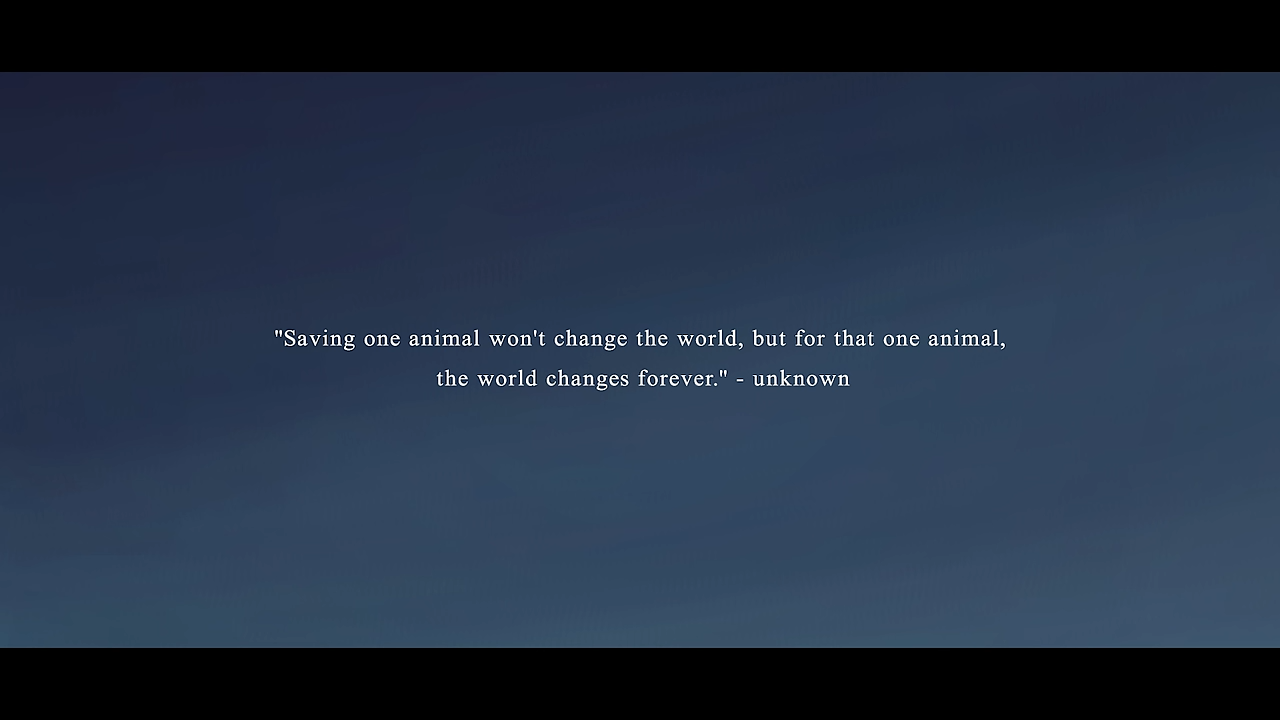 "Saving one animal won't change the world, but for that one animal,
the world changes forever." - unknown